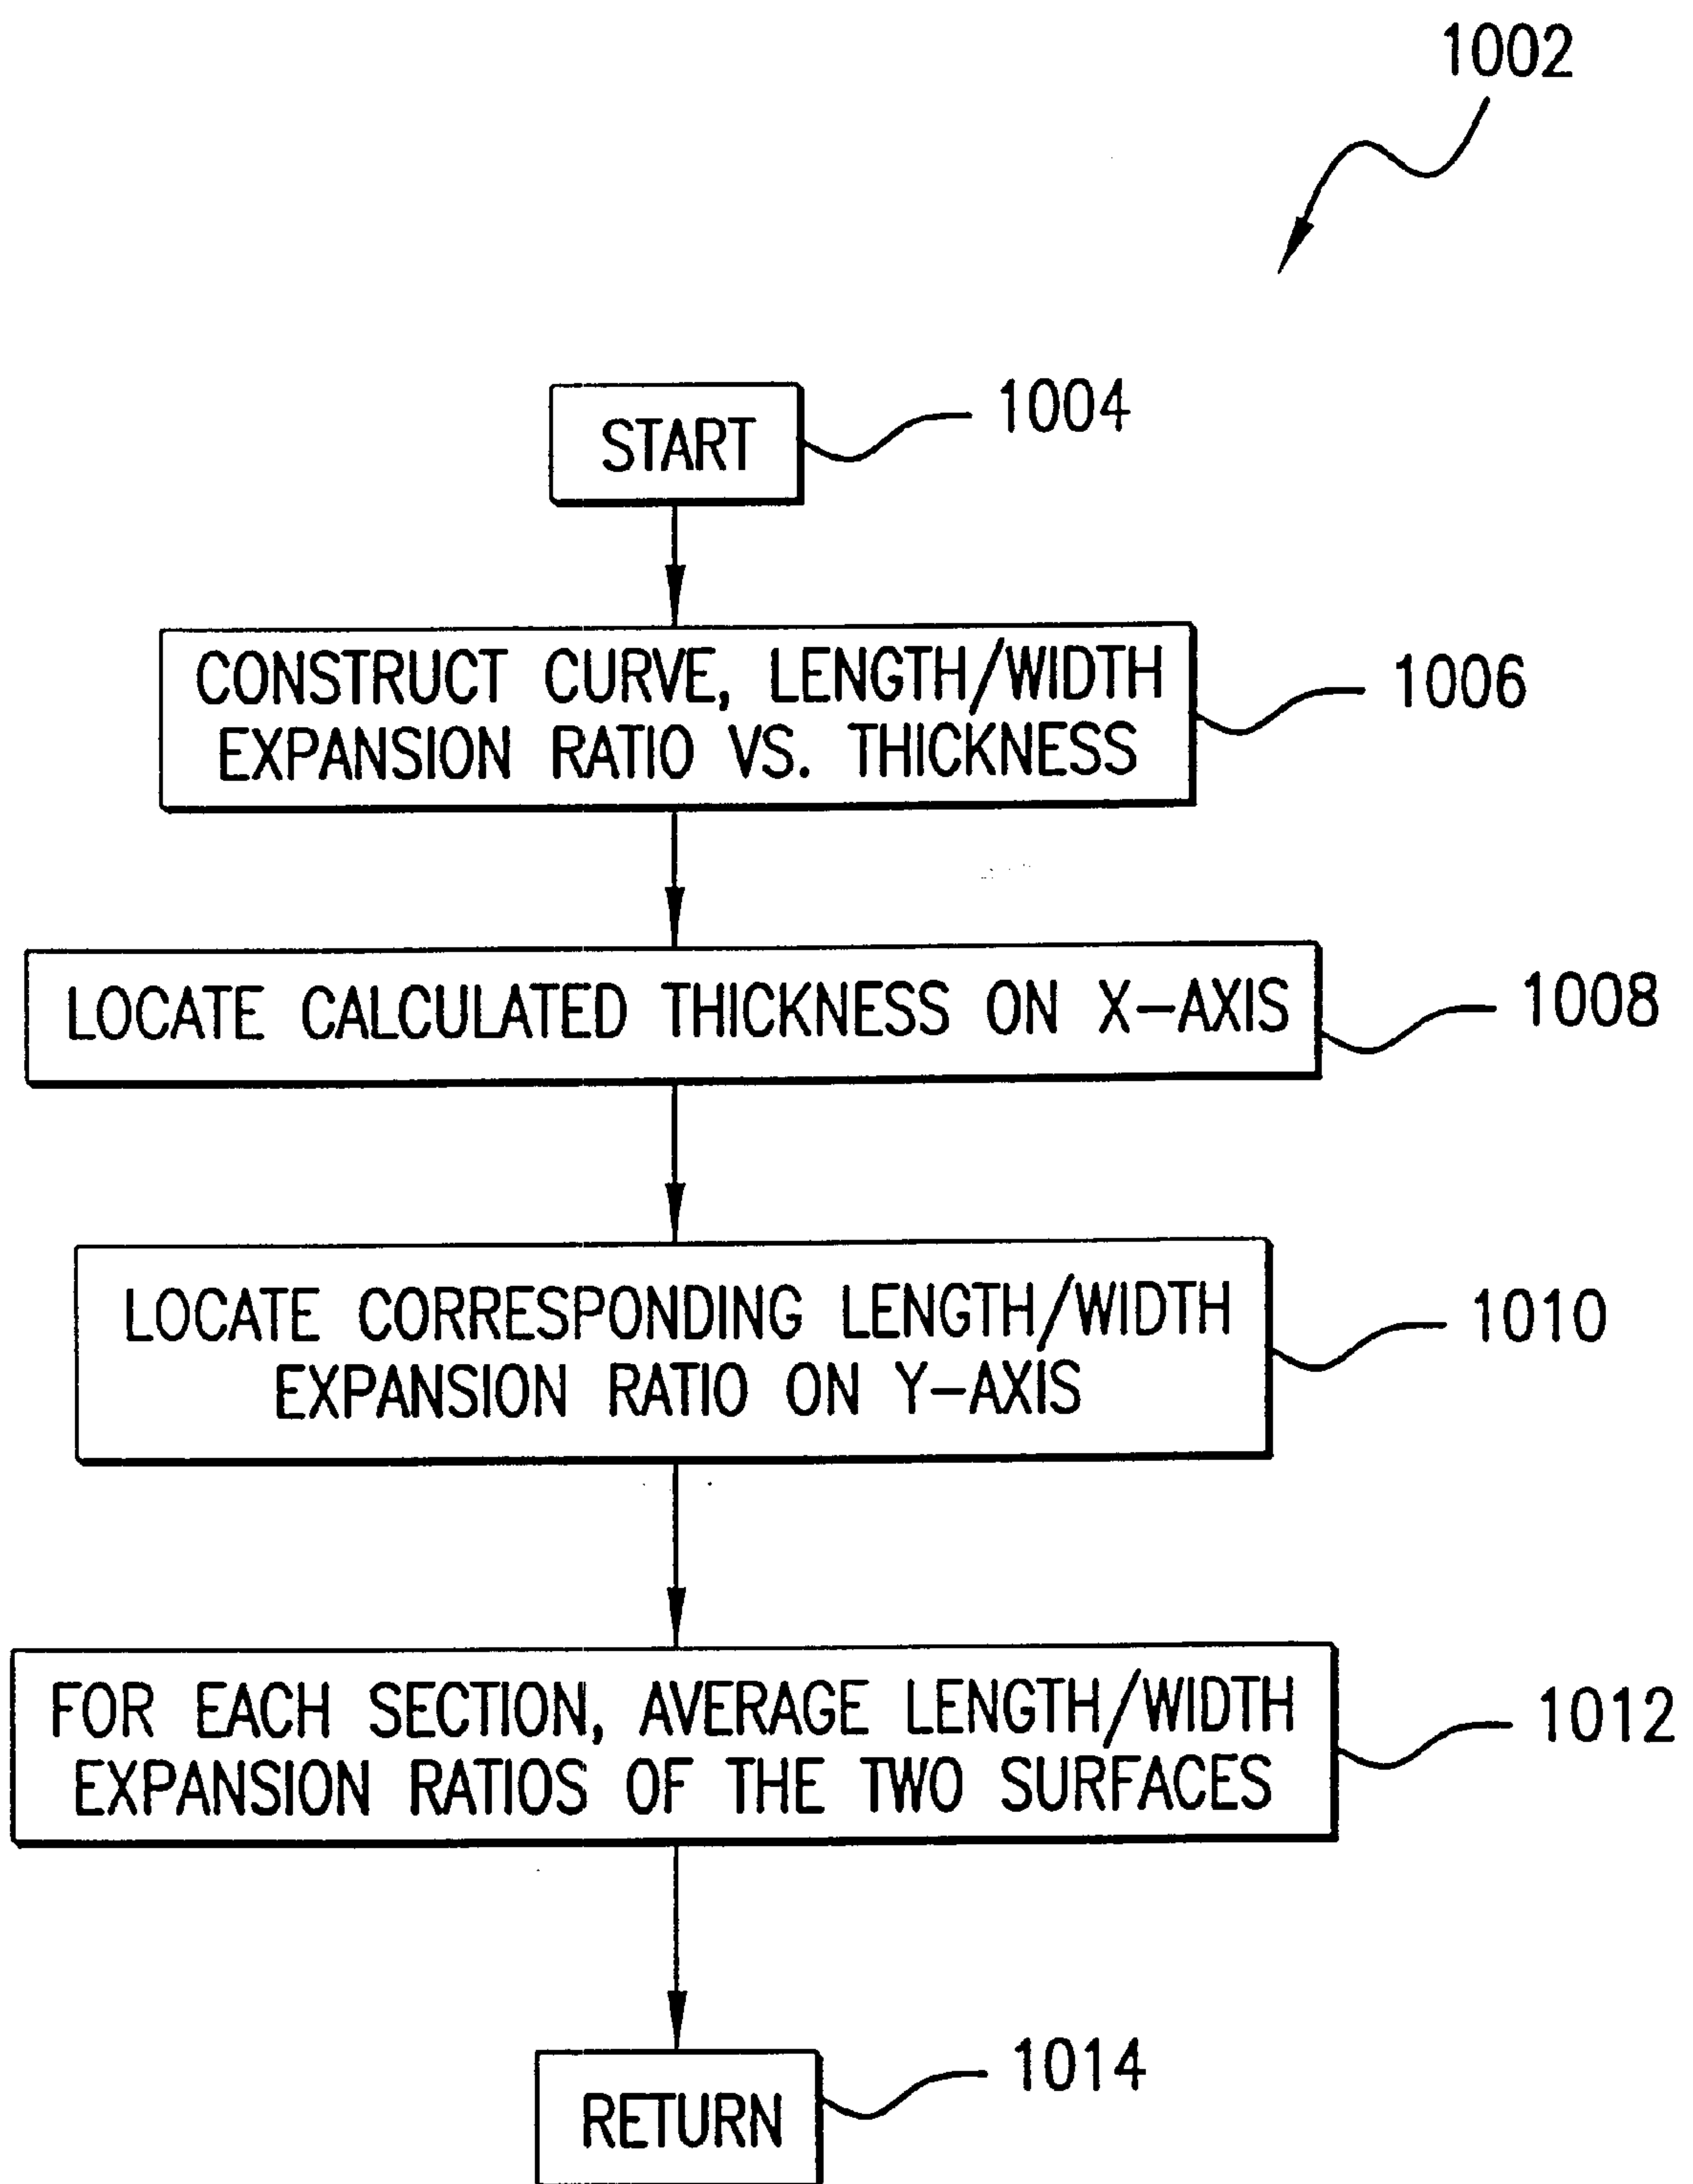 1002
START
1004
CONSTRUCT CURVE, LENGTH/WIDTH
EXPANSION RATIO VS. THICKNESS
1006
LOCATE CALCULATED THICKNESS ON X-AXIS
1008
LOCATE CORRESPONDING LENGTH/WIDTH
EXPANSION RATIO ON Y-AXIS
1010
FOR EACH SECTION, AVERAGE LENGTH/WIDTH
EXPANSION RATIOS OF THE TWO SURFACES
1012
RETURN
1014